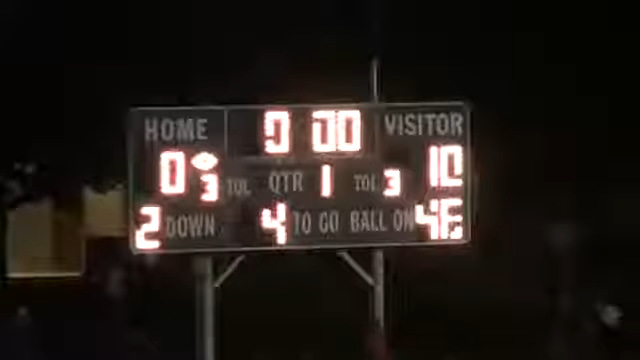 HOME 0:00 VISITOR
0 3 TOL QTR 1 TOL 3 10
2 DOWN 4 TO GO BALL ON 46